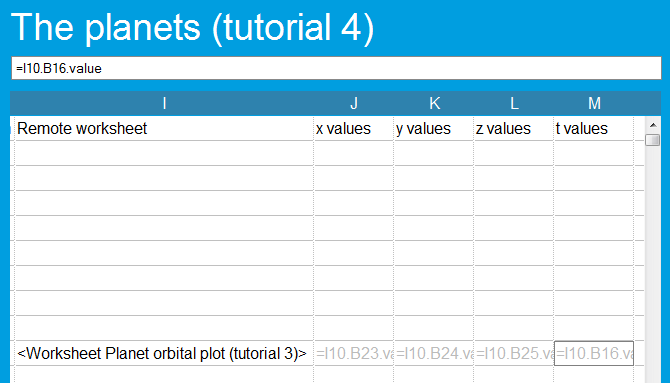 The planets (tutorial 4)
=I10.B16.value
I J K L M
Remote worksheet x values y values z values t values
<Worksheet Planet orbital plot (tutorial 3)> =I10.B23.va =I10.B24.va =I10.B25.va =I10.B16.va